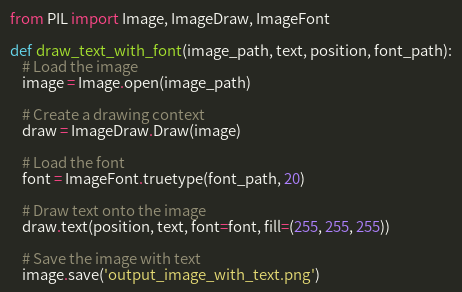 from PIL import Image, ImageDraw, ImageFont
def draw_text_with_font(image_path, text, position, font_path):
# Load the image
image = Image.open(image_path)
# Create a drawing context
draw = ImageDraw.Draw(image)
# Load the font
font = ImageFont.truetype(font_path, 20)
# Draw text onto the image
draw.text(position, text, font=font, fill=(255, 255, 255))
# Save the image with text
image.save('output_image_with_text.png')